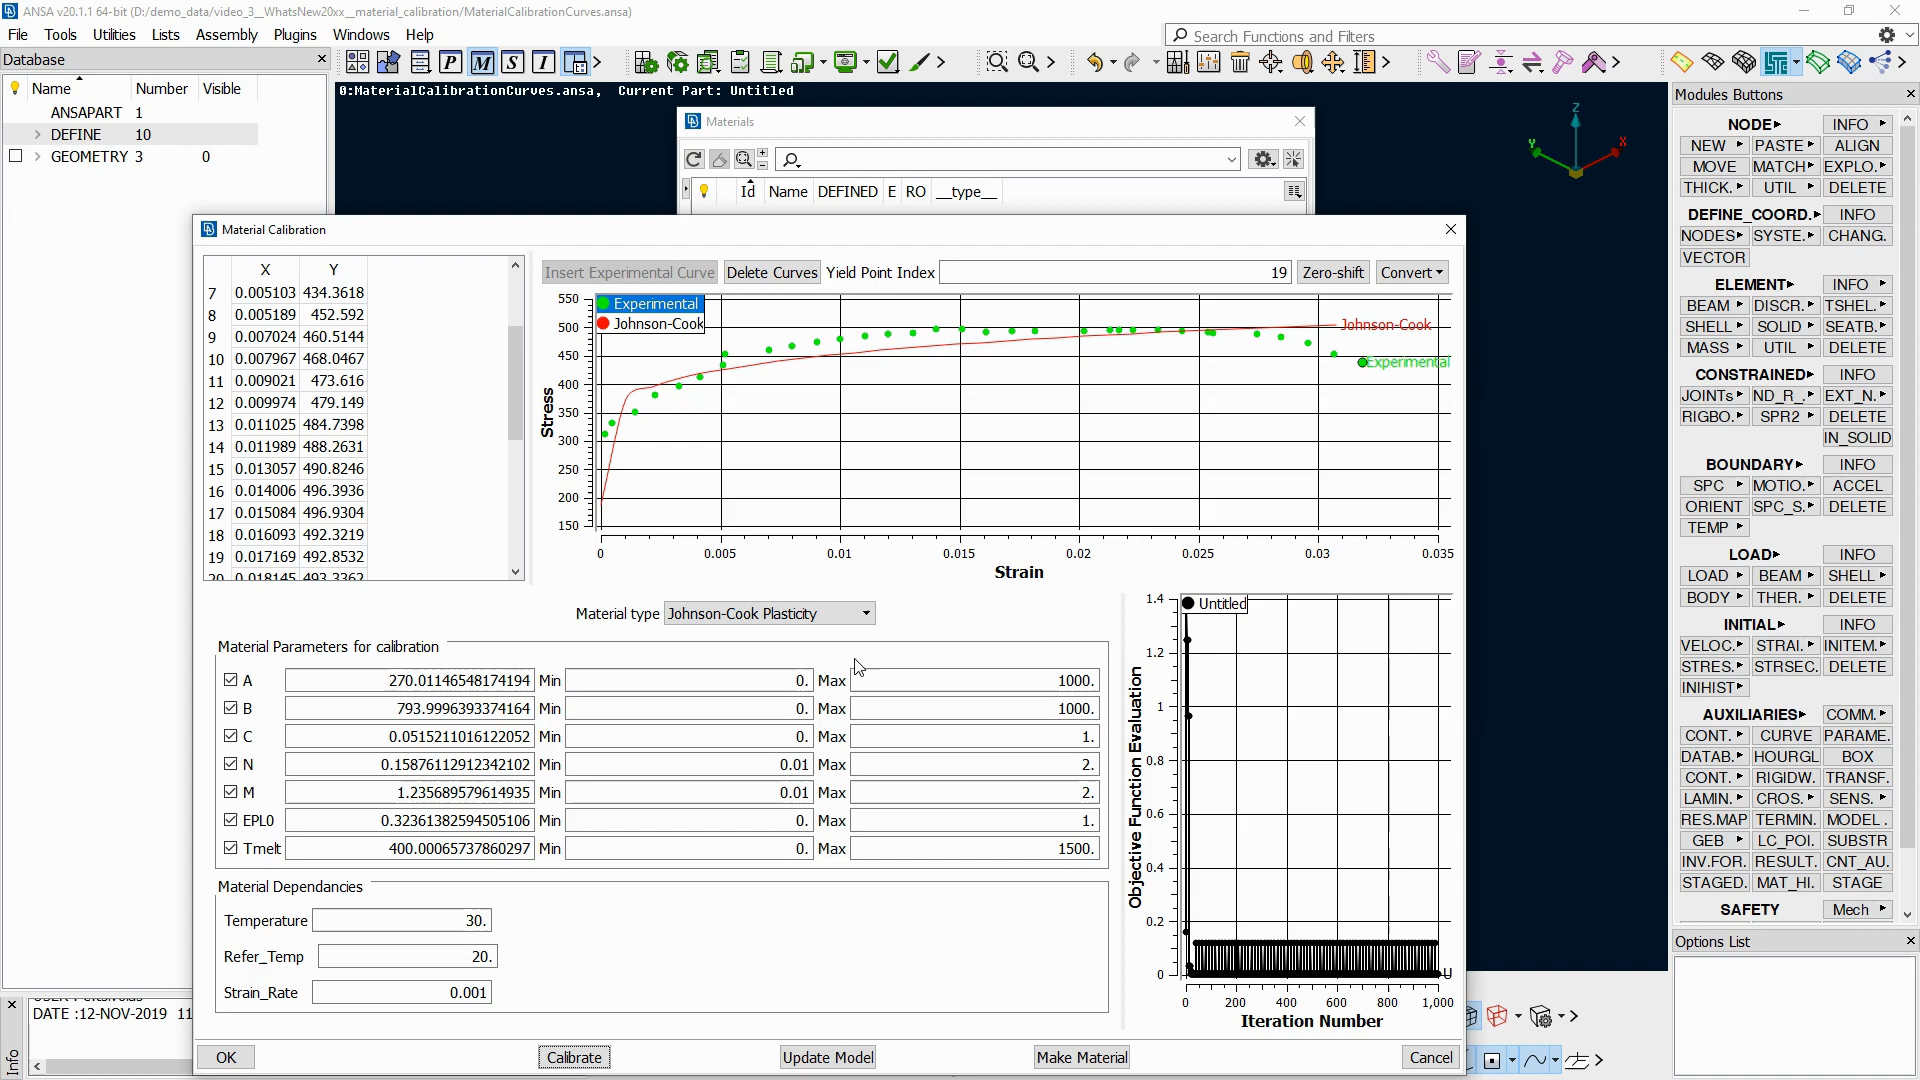 ANSA v20.1.1 64-bit (D:/demo_data/video_3__WhatsNew20xx__material_calibration/MaterialCalibrationCurves.ansa)
File Tools Utilities Lists Assembly Plugins Windows Help
Search Functions and Filters
Database
Name Number Visible
ANSAPART 1
DEFINE 10
GEOMETRY 3 0
P M S I
0:MaterialCalibrationCurves.ansa, Current Part: Untitled
Z
Y X
Materials
Id Name DEFINED E RO __type__
Material Calibration
X Y
7 0.005103 434.3618
8 0.005189 452.592
9 0.007024 460.5144
10 0.007967 468.0467
11 0.009021 473.616
12 0.009974 479.149
13 0.011025 484.7398
14 0.011989 488.2631
15 0.013057 490.8246
16 0.014006 496.3936
17 0.015084 496.9304
18 0.016093 492.3219
19 0.017169 492.8532
20 0.018145 493.3362
Insert Experimental Curve Delete Curves Yield Point Index 19 Zero-shift Convert
Experimental
Johnson-Cook
Johnson-Cook
Experimental
550
500
450
400
350
300
250
200
150
Stress
0 0.005 0.01 0.015 0.02 0.025 0.03 0.035
Strain
Material type Johnson-Cook Plasticity
Material Parameters for calibration
A 270.01146548174194 Min 0. Max 1000.
B 793.9996393374164 Min 0. Max 1000.
C 0.0515211016122052 Min 0. Max 1.
N 0.15876112912342102 Min 0.01 Max 2.
M 1.235689579614935 Min 0.01 Max 2.
EPL0 0.32361382594505106 Min 0. Max 1.
Tmelt 400.00065737860297 Min 0. Max 1500.
Material Dependancies
Temperature 30.
Refer_Temp 20.
Strain_Rate 0.001
Untitled
1.4
1.2
1
0.8
0.6
0.4
0.2
0
U
Objective Function Evaluation
0 200 400 600 800 1,000
Iteration Number
OK Calibrate Update Model Make Material Cancel
Info
DATE :12-NOV-2019 11
Modules Buttons
NODE INFO
NEW PASTE ALIGN
MOVE MATCH EXPLO.
THICK. UTIL DELETE
DEFINE_COORD. INFO
NODES SYSTE. CHANG.
VECTOR
ELEMENT INFO
BEAM DISCR. TSHEL.
SHELL SOLID SEATB.
MASS UTIL DELETE
CONSTRAINED INFO
JOINTs ND_R_. EXT_N.
RIGBO. SPR2 DELETE
IN_SOLID
BOUNDARY INFO
SPC MOTIO. ACCEL
ORIENT SPC_S. DELETE
TEMP
LOAD INFO
LOAD BEAM SHELL
BODY THER. DELETE
INITIAL INFO
VELOC. STRAI. INITEM.
STRES. STRSEC. DELETE
INIHIST
AUXILIARIES COMM.
CONT. CURVE PARAME.
DATAB. HOURGL BOX
CONT. RIGIDW. TRANSF.
LAMIN. CROS. SENS.
RES.MAP TERMIN. MODEL .
GEB LC_POI. SUBSTR
INV.FOR. RESULT. CNT_AU.
STAGED. MAT_HI. STAGE
SAFETY Mech
Options List